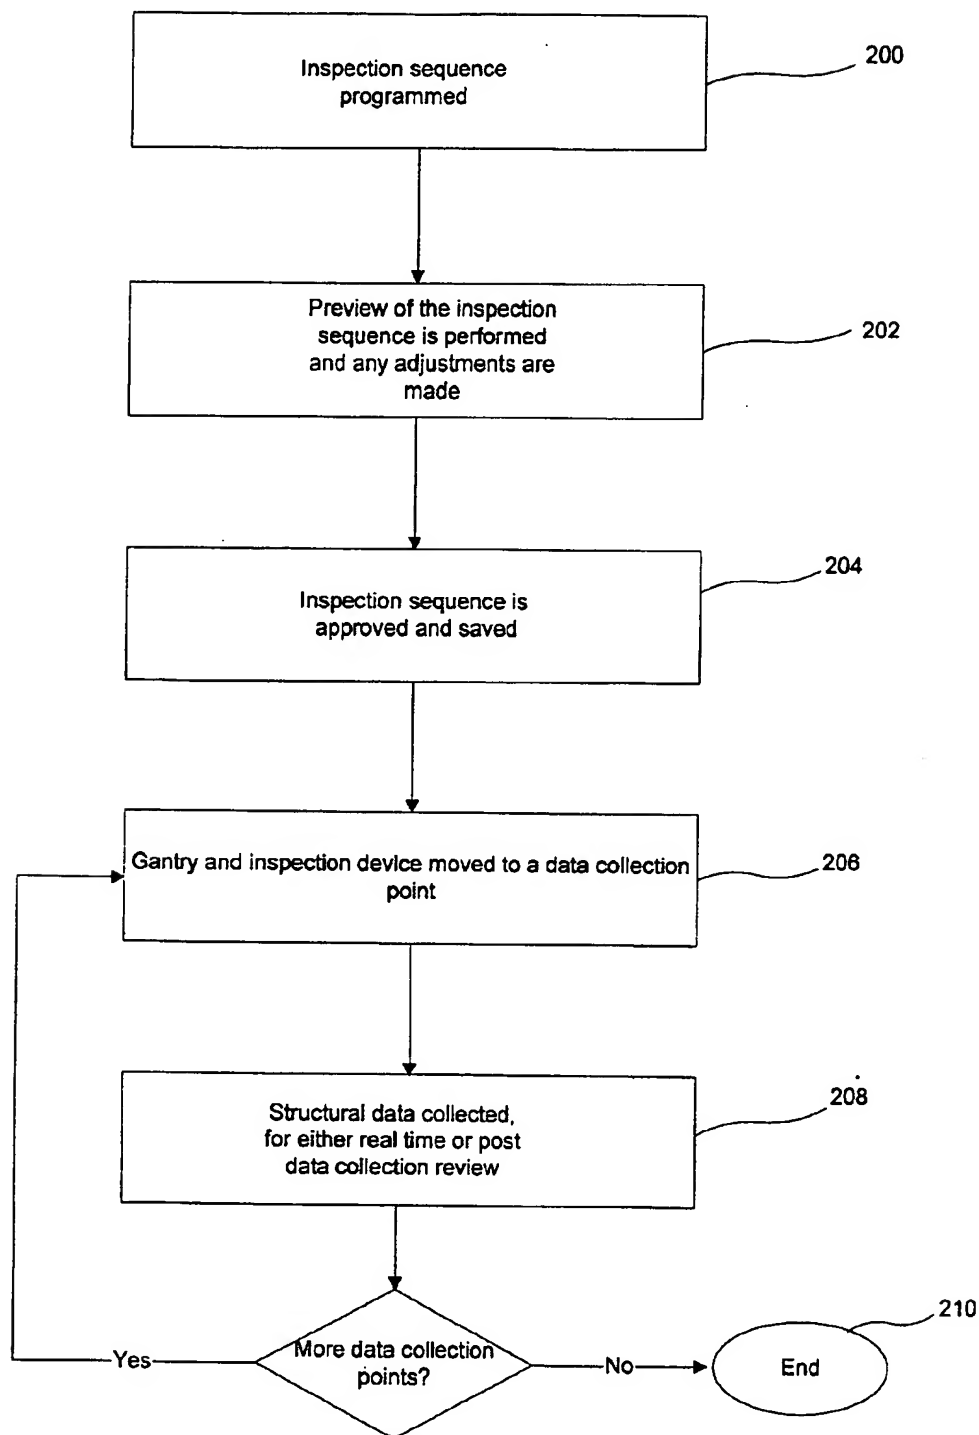 Inspection sequence
programmed
200
Preview of the inspection
sequence is performed
and any adjustments are
made
202
Inspection sequence is
approved and saved
204
Gantry and inspection device moved to a data collection
point
206
Structural data collected,
for either real time or post
data collection review
208
More data collection
points?
Yes
No
End
210